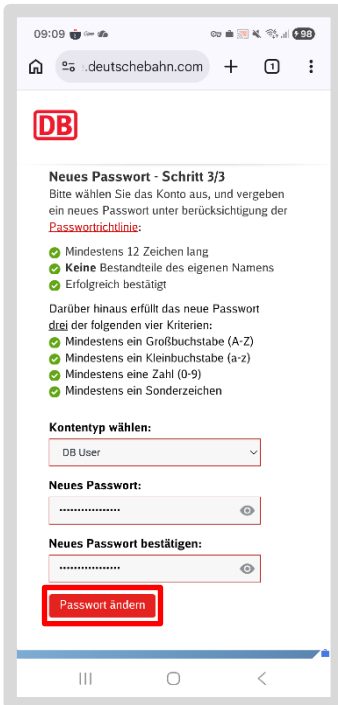 09:09 98
.deutschebahn.com 1
DB
Neues Passwort - Schritt 3/3
Bitte wählen Sie das Konto aus, und vergeben
ein neues Passwort unter berücksichtigung der
Passwortrichtlinie:
Mindestens 12 Zeichen lang
Keine Bestandteile des eigenen Namens
Erfolgreich bestätigt
Darüber hinaus erfüllt das neue Passwort
drei der folgenden vier Kriterien:
Mindestens ein Großbuchstabe (A-Z)
Mindestens ein Kleinbuchstabe (a-z)
Mindestens eine Zahl (0-9)
Mindestens ein Sonderzeichen
Kontentyp wählen:
DB User
Neues Passwort:
•••••••••••••••••
Neues Passwort bestätigen:
•••••••••••••••••
Passwort ändern